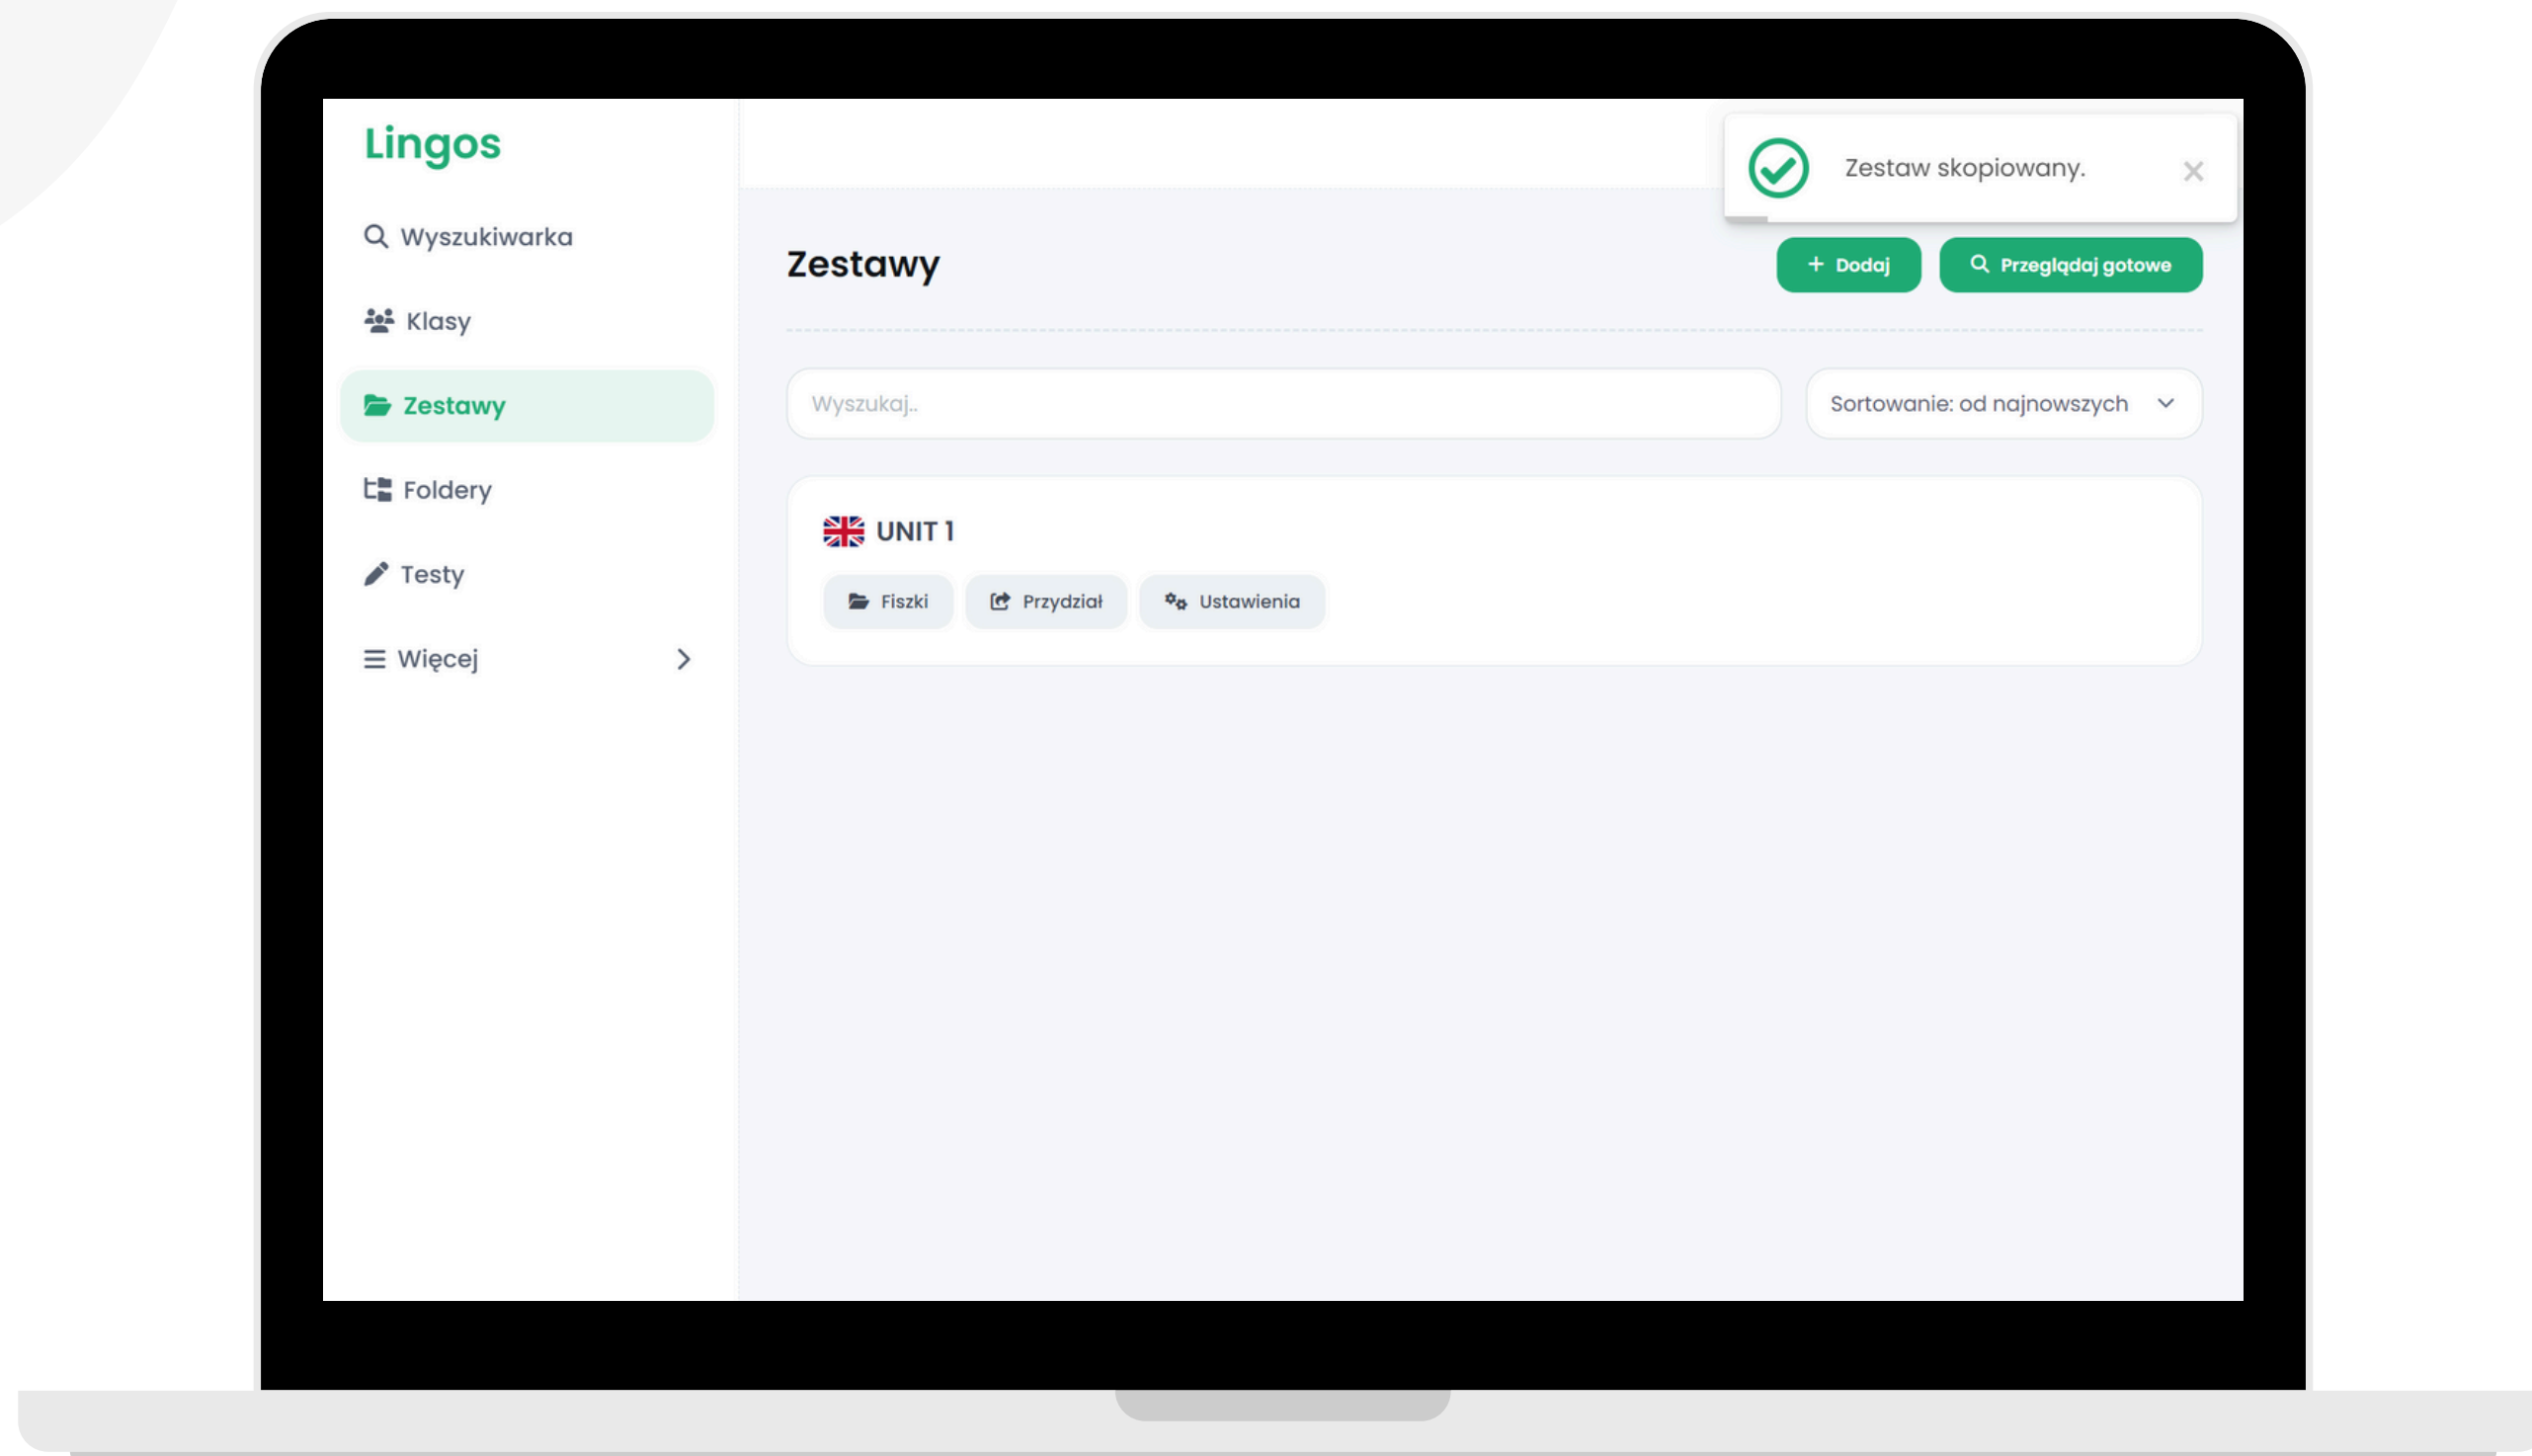 Lingos
Zestaw skopiowany.
Wyszukiwarka
Klasy
Zestawy
Foldery
Testy
Więcej
Zestawy
Dodaj
Przeglądaj gotowe
Wyszukaj..
Sortowanie: od najnowszych
UNIT 1
Fiszki
Przydział
Ustawienia